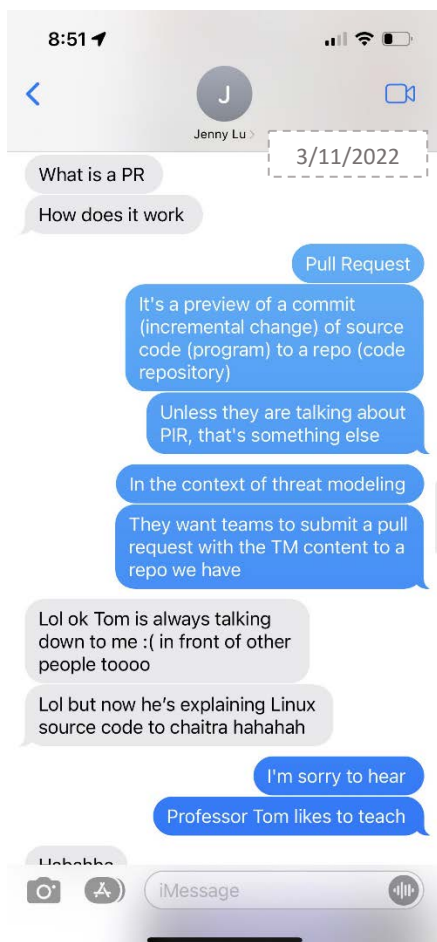 8:51
J
Jenny Lu
3/11/2022
What is a PR
How does it work
Pull Request
It's a preview of a commit
(incremental change) of source
code (program) to a repo (code
repository)
Unless they are talking about
PIR, that's something else
In the context of threat modeling
They want teams to submit a pull
request with the TM content to a
repo we have
Lol ok Tom is always talking
down to me :( in front of other
people toooo
Lol but now he's explaining Linux
source code to chaitra hahahah
I'm sorry to hear
Professor Tom likes to teach
iMessage